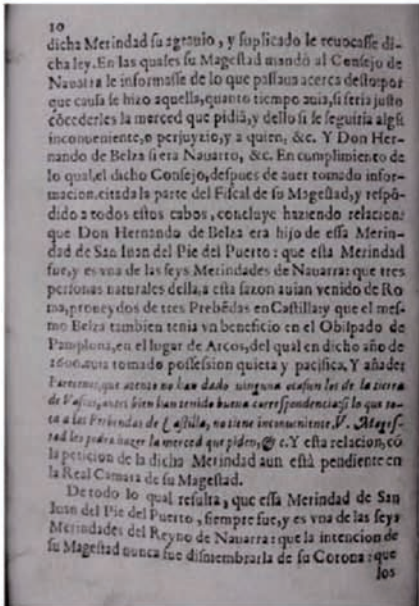 10
dicha Merindad su agrauio, y suplicado le reuocasse di-
cha ley. En las quales su Magestad mandó al Consejo de
Nauarra le informasse de lo que passaua acerca desto: por
que causa se hizo aquella, quanto tiempo auia, si seria justo
cōcederles la merced que pidiā, y dello si se seguiria algū
inconueniente, o perjuyzio, y a quien, &c. Y Don Her-
nando de Belza si era Nauarro, &c. En cumplimiento de
lo qual, el dicho Consejo, despues de auer tomado infor-
macion, citada la parte del Fiscal de su Magestad, y respō-
dido a todos estos cabos, concluye haziendo relacion:
que Don Hernando de Belza era hijo de essa Merin-
dad de San Iuan del Pie del Puerto: que esta Merindad
fue, y es vna de las seys Merindades de Nauarra: que tres
personas naturales della, a esta sazon auian venido de Ro-
ma, proueydos de tres Prebēdas en Castilla: y que el mes-
mo Belza tambien tenia vn beneficio en el Obispado de
Pamplona, en el lugar de Arcos, del qual en dicho año de
1600. auia tomado possession quieta y pacifica. Y añade:
Parecenos, que atento no han dado ninguna ocasion los de la tierra
de Vascos, antes bien han tenido buena correspondencia: si lo que to-
ca a las Prebendas de Castilla, no tiene inconueniente, V. Mages-
tad les podra hazer la merced que piden, & c. Y esta relacion, cō
la peticion de la dicha Merindad aun està pendiente en
la Real Camara de su Magestad.
De todo lo qual resulta, que essa Merindad de San
Iuan del Pie del Puerto, siempre fue, y es vna de las seys
Merindades del Reyno de Nauarra: que la intencion de
su Magestad nunca fue dismembrarla de su Corona: que
los